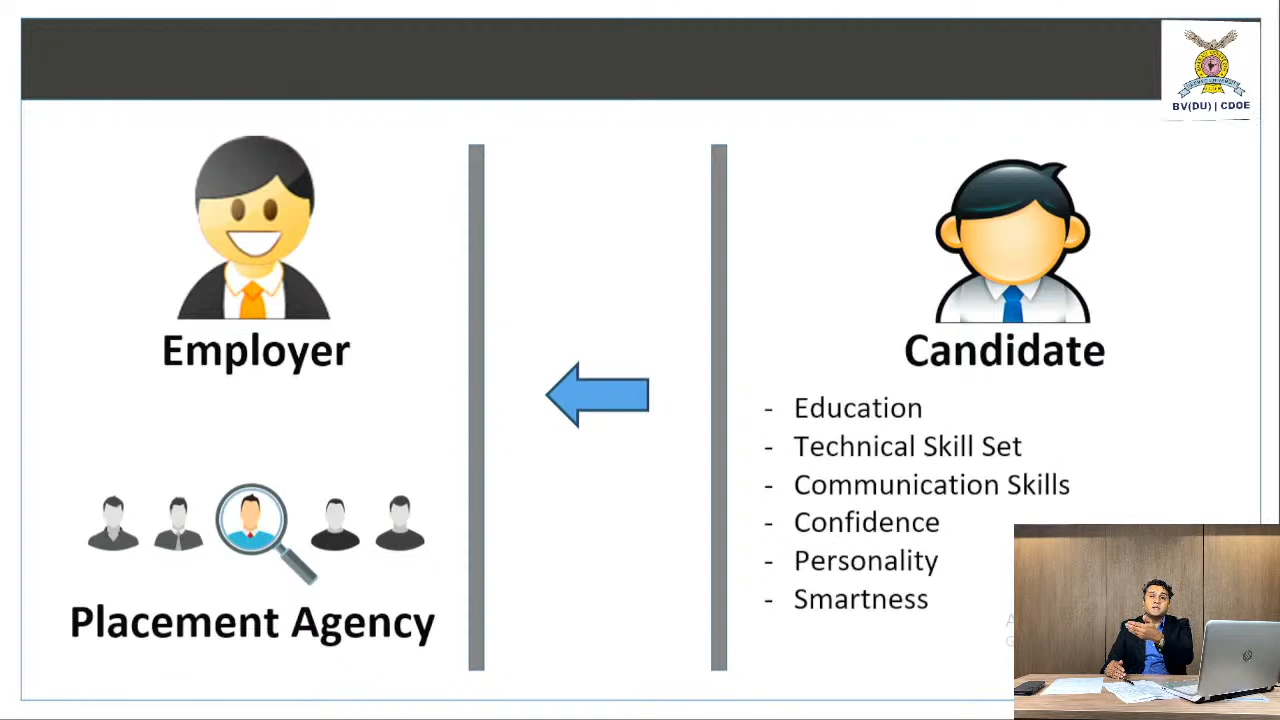 BV(DU) | CDOE
Employer
Placement Agency
Candidate
- Education
- Technical Skill Set
- Communication Skills
- Confidence
- Personality
- Smartness